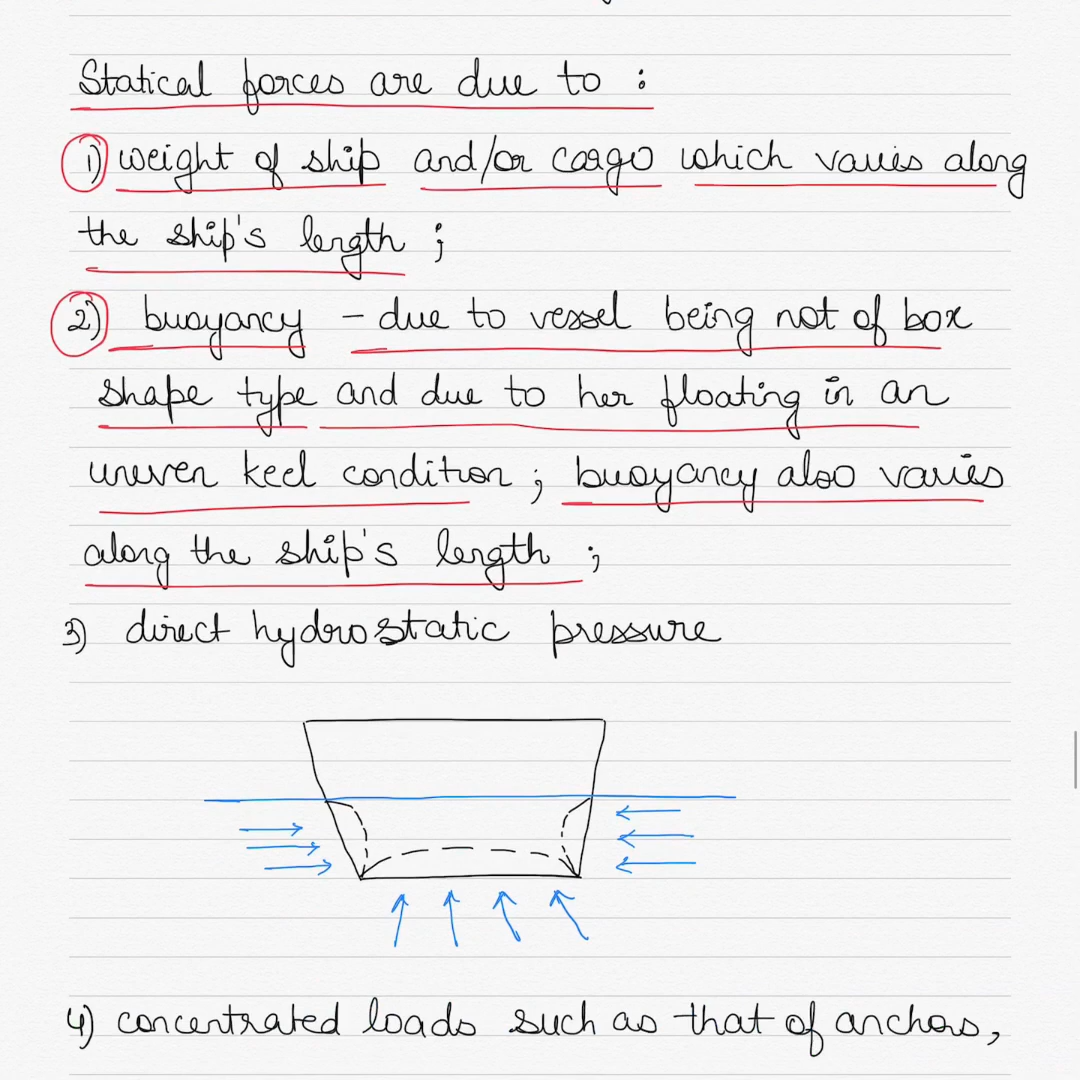 Statical forces are due to :
1) weight of ship and/or cargo which varies along
the ship's length ;
2) buoyancy – due to vessel being not of box
shape type and due to her floating in an
uneven keel condition ; buoyancy also varies
along the ship's length ;
3) direct hydrostatic pressure
4) concentrated loads such as that of anchors,